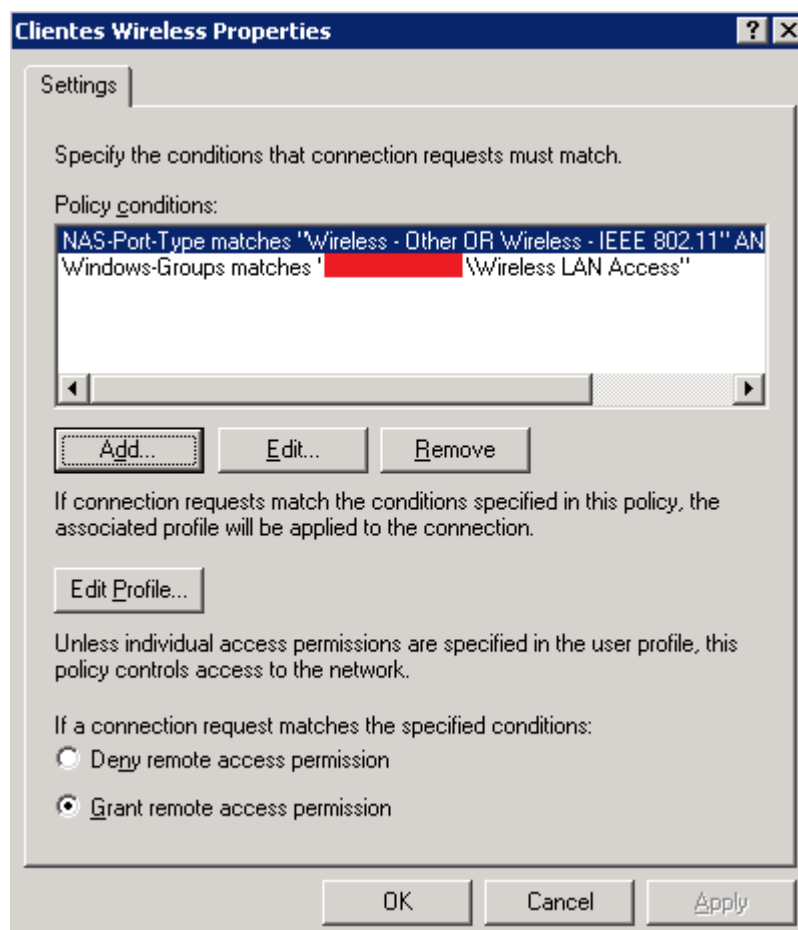 Clientes Wireless Properties
Settings
Specify the conditions that connection requests must match.
Policy conditions:
NAS-Port-Type matches "Wireless - Other OR Wireless - IEEE 802.11" AN
Windows-Groups matches " \Wireless LAN Access"
Add... Edit... Remove
If connection requests match the conditions specified in this policy, the
associated profile will be applied to the connection.
Edit Profile...
Unless individual access permissions are specified in the user profile, this
policy controls access to the network.
If a connection request matches the specified conditions:
Deny remote access permission
Grant remote access permission
OK Cancel Apply